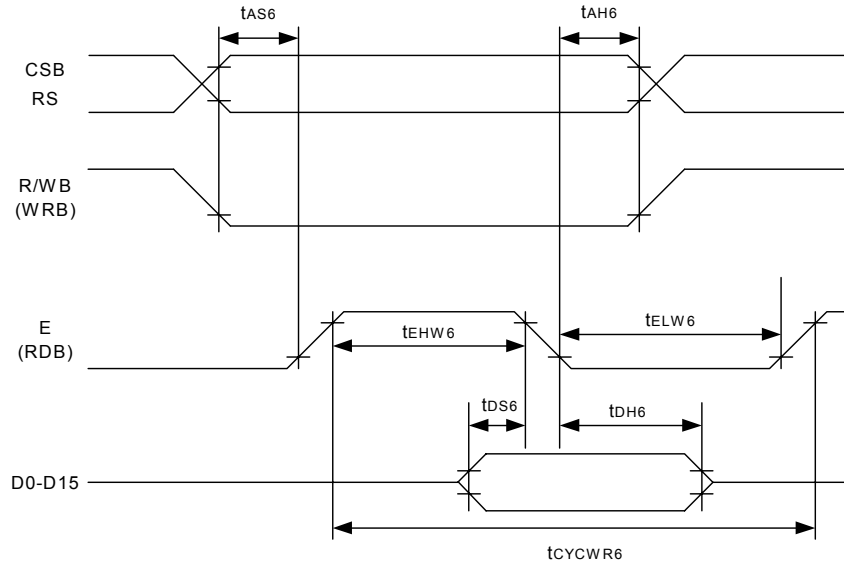 tAS6
tAH6
CSB
RS
R/WB
(WRB)
E
(RDB)
tEHW6
tELW6
tDS6
tDH6
D0-D15
tCYCWR6